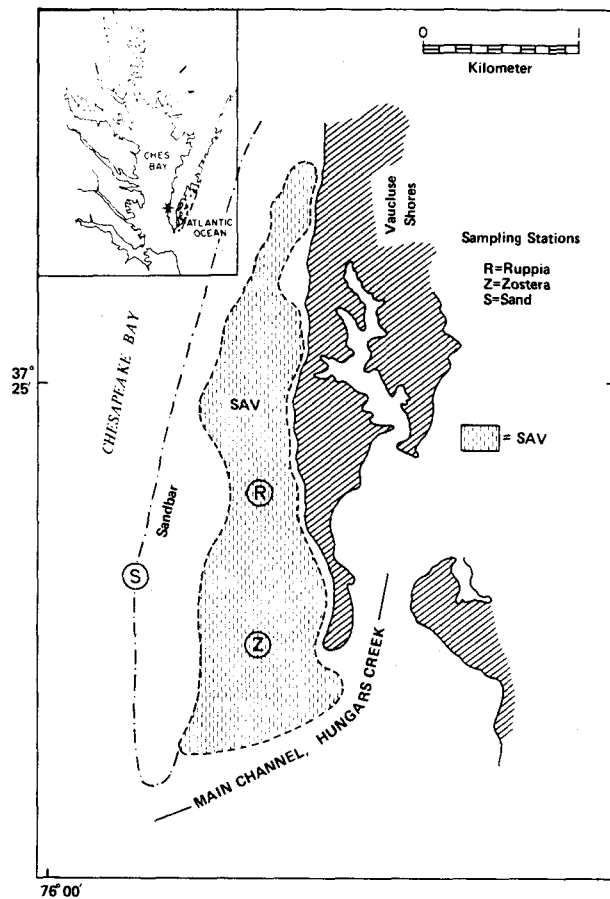 0 1
Kilometer
CHES
BAY
ATLANTIC
OCEAN
Vaucluse
Shores
Sampling Stations
R=Ruppia
Z=Zostera
S=Sand
CHESAPEAKE BAY
37°
25'
SAV
= SAV
R
Sandbar
S
Z
MAIN CHANNEL, HUNGARS CREEK
76°00'